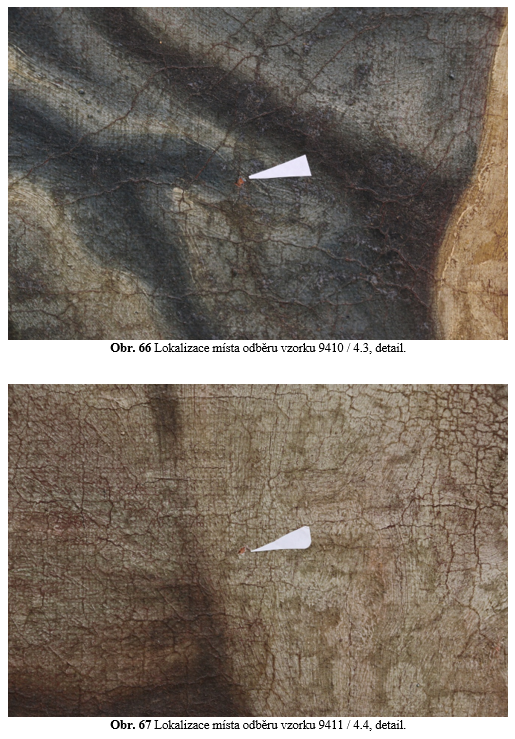 Obr. 66 Lokalizace místa odběru vzorku 9410 / 4.3, detail.
Obr. 67 Lokalizace místa odběru vzorku 9411 / 4.4, detail.